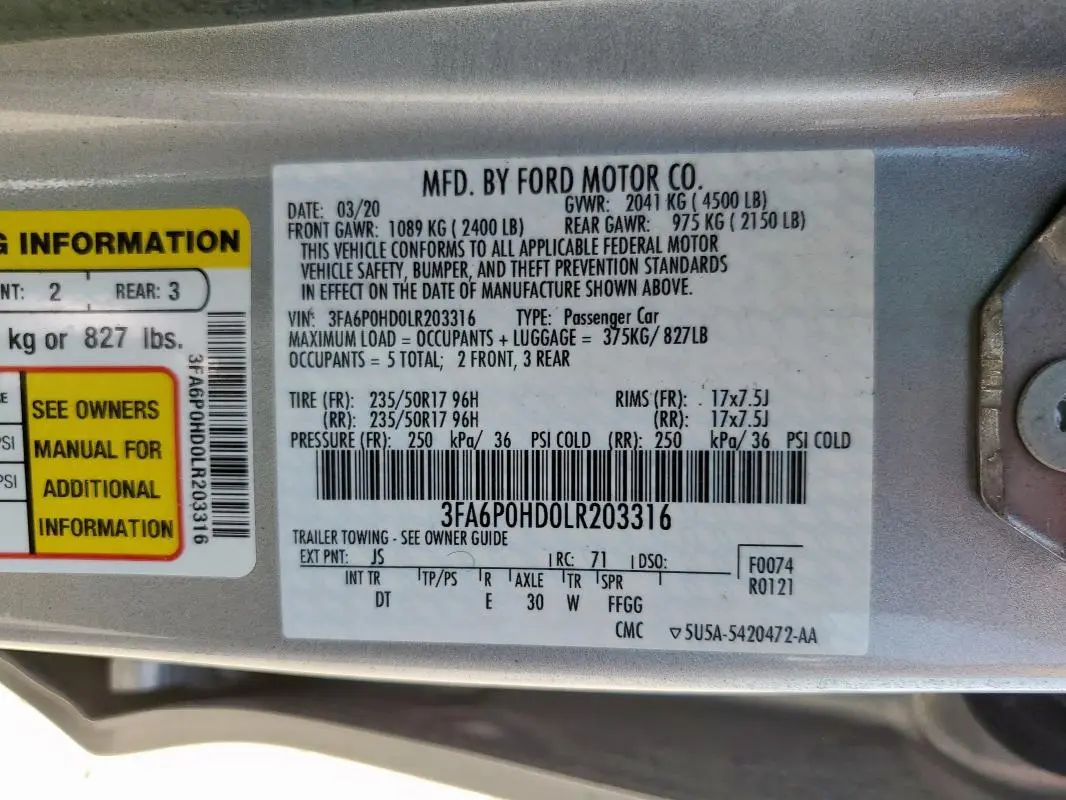 G INFORMATION
NT: 2 REAR: 3
kg or 827 lbs.
3FA6P0HD0LR203316
E
SEE OWNERS
PSI
MANUAL FOR
PSI
ADDITIONAL
INFORMATION
MFD. BY FORD MOTOR CO.
DATE: 03/20 GVWR: 2041 KG ( 4500 LB)
FRONT GAWR: 1089 KG ( 2400 LB) REAR GAWR: 975 KG ( 2150 LB)
THIS VEHICLE CONFORMS TO ALL APPLICABLE FEDERAL MOTOR
VEHICLE SAFETY, BUMPER, AND THEFT PREVENTION STANDARDS
IN EFFECT ON THE DATE OF MANUFACTURE SHOWN ABOVE.
VIN: 3FA6P0HD0LR203316 TYPE: Passenger Car
MAXIMUM LOAD = OCCUPANTS + LUGGAGE = 375KG/ 827LB
OCCUPANTS = 5 TOTAL; 2 FRONT, 3 REAR
TIRE (FR): 235/50R17 96H RIMS (FR): 17x7.5J
(RR): 235/50R17 96H (RR): 17x7.5J
PRESSURE (FR): 250 kPa/ 36 PSI COLD (RR): 250 kPa/ 36 PSI COLD
3FA6P0HD0LR203316
TRAILER TOWING - SEE OWNER GUIDE
EXT PNT: JS RC: 71 DSO: F0074
INT TR TP/PS R AXLE TR SPR R0121
DT E 30 W FFGG
CMC ▽5U5A-5420472-AA